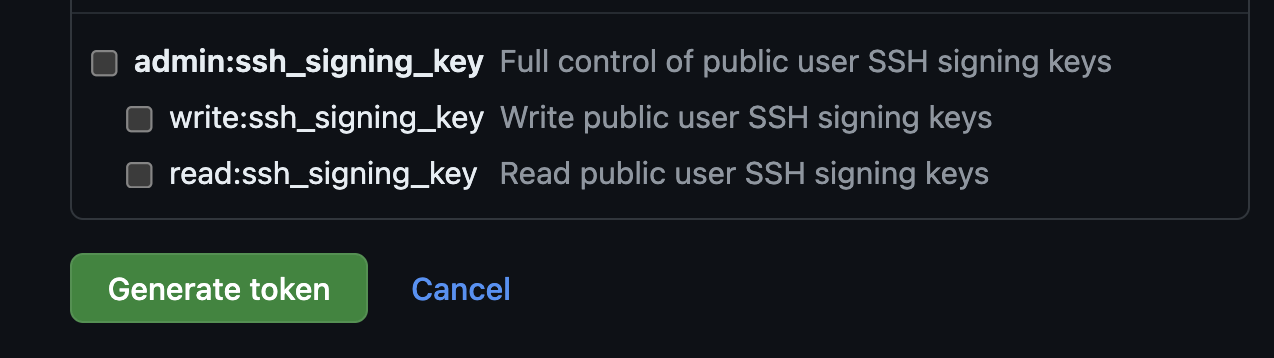 admin:ssh_signing_key Full control of public user SSH signing keys
write:ssh_signing_key Write public user SSH signing keys
read:ssh_signing_key Read public user SSH signing keys
Generate token Cancel